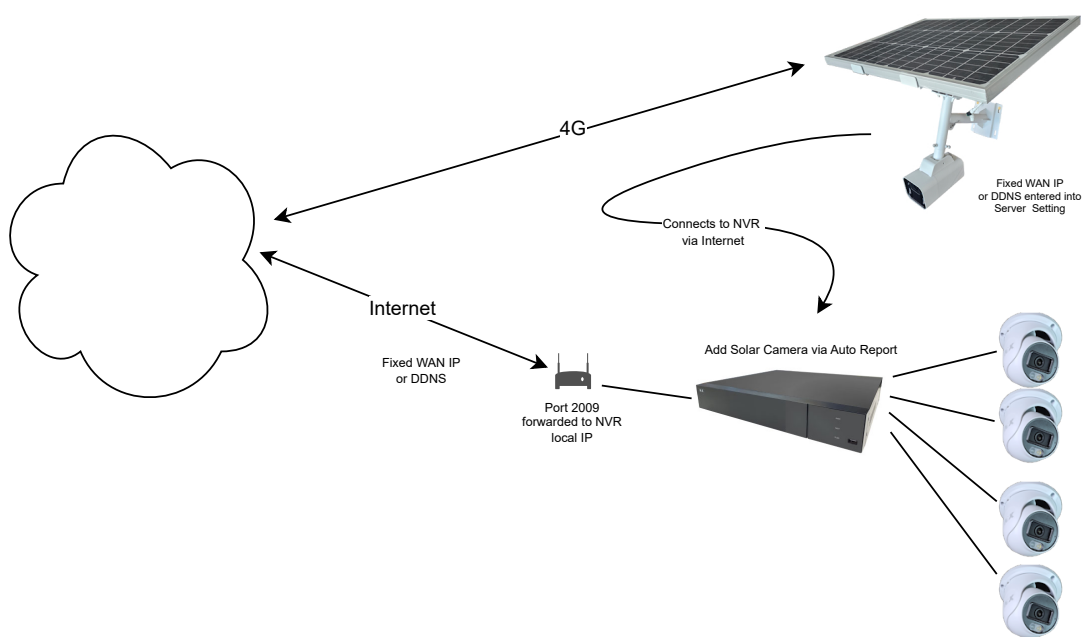 4G
Fixed WAN IP
or DDNS entered into
Server Setting
Connects to NVR
via Internet
Internet
Fixed WAN IP
or DDNS
Add Solar Camera via Auto Report
Port 2009
forwarded to NVR
local IP